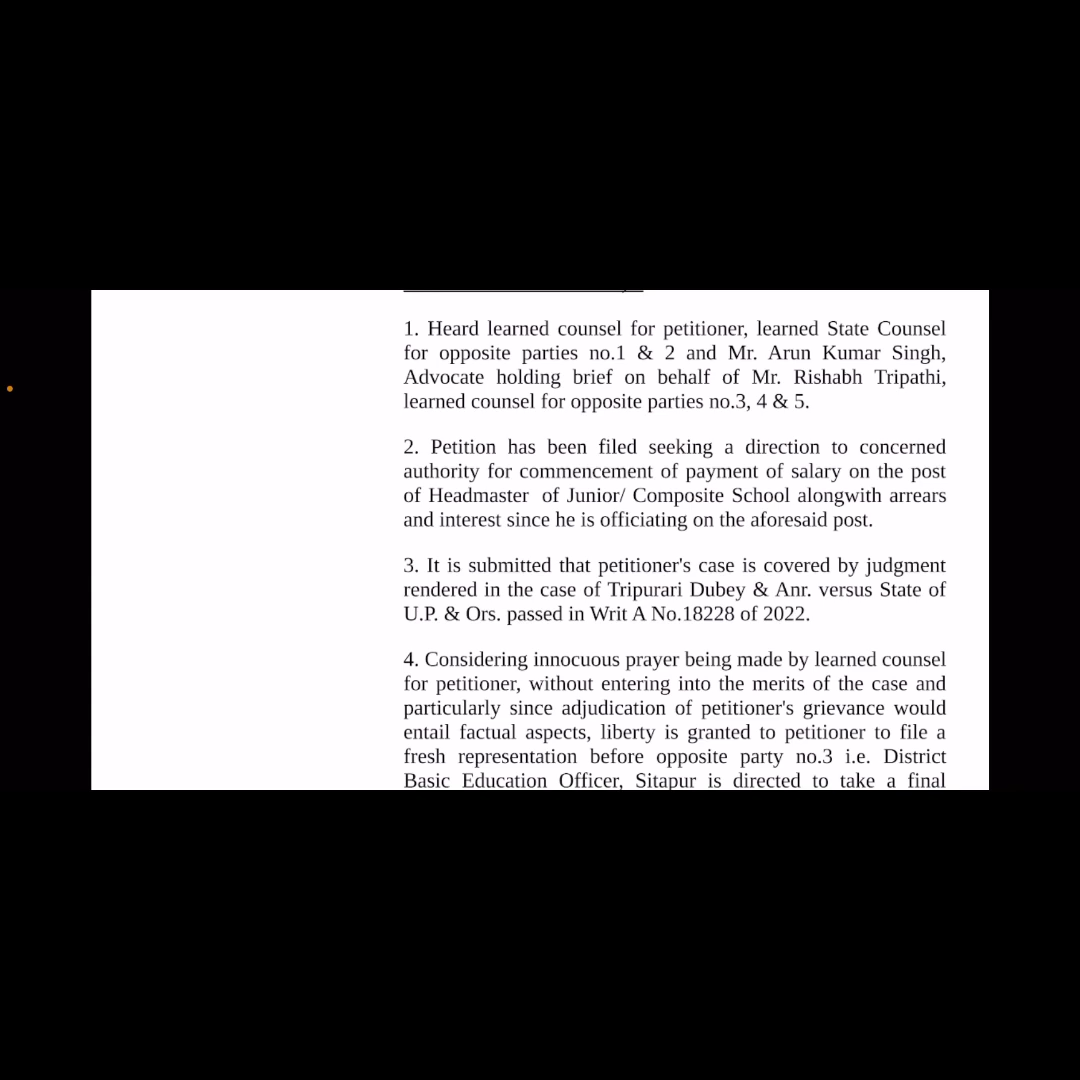 1. Heard learned counsel for petitioner, learned State Counsel
for opposite parties no.1 & 2 and Mr. Arun Kumar Singh,
Advocate holding brief on behalf of Mr. Rishabh Tripathi,
learned counsel for opposite parties no.3, 4 & 5.
2. Petition has been filed seeking a direction to concerned
authority for commencement of payment of salary on the post
of Headmaster of Junior/ Composite School alongwith arrears
and interest since he is officiating on the aforesaid post.
3. It is submitted that petitioner's case is covered by judgment
rendered in the case of Tripurari Dubey & Anr. versus State of
U.P. & Ors. passed in Writ A No.18228 of 2022.
4. Considering innocuous prayer being made by learned counsel
for petitioner, without entering into the merits of the case and
particularly since adjudication of petitioner's grievance would
entail factual aspects, liberty is granted to petitioner to file a
fresh representation before opposite party no.3 i.e. District
Basic Education Officer, Sitapur is directed to take a final